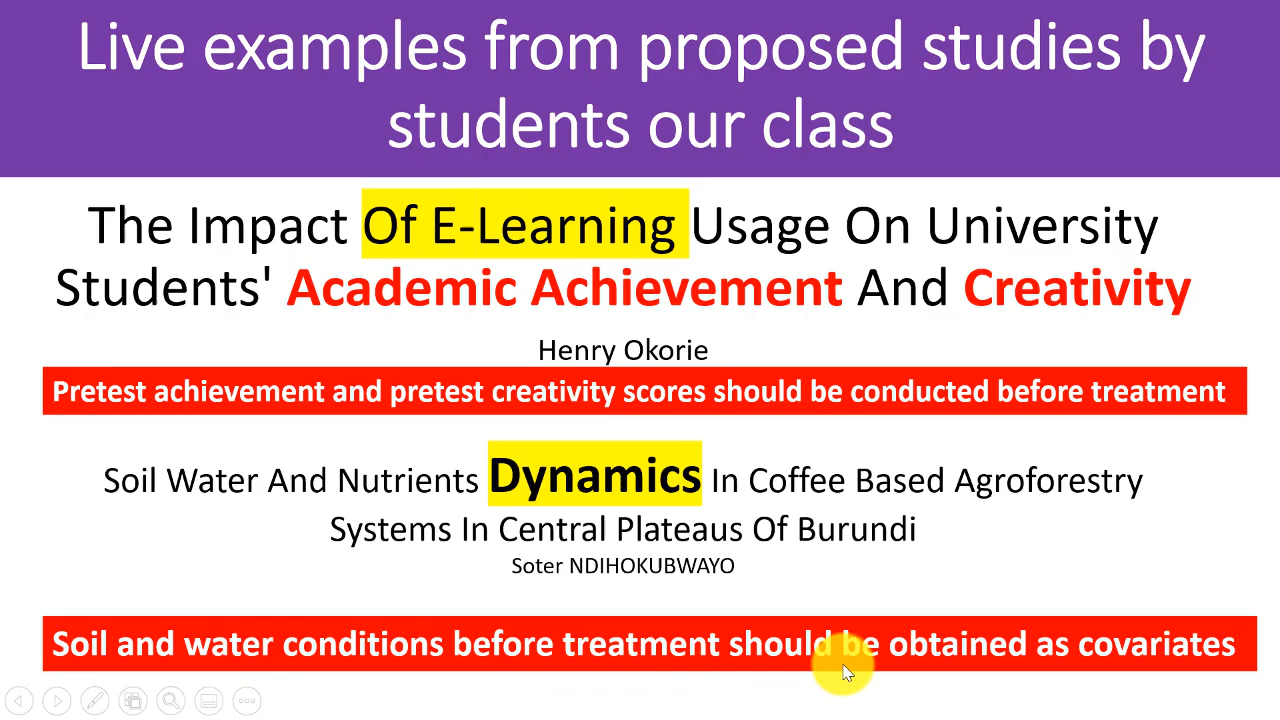 Live examples from proposed studies by
students our class
The Impact Of E-Learning Usage On University
Students' Academic Achievement And Creativity
Henry Okorie
Pretest achievement and pretest creativity scores should be conducted before treatment
Soil Water And Nutrients Dynamics In Coffee Based Agroforestry
Systems In Central Plateaus Of Burundi
Soter NDIHOKUBWAYO
Soil and water conditions before treatment should be obtained as covariates